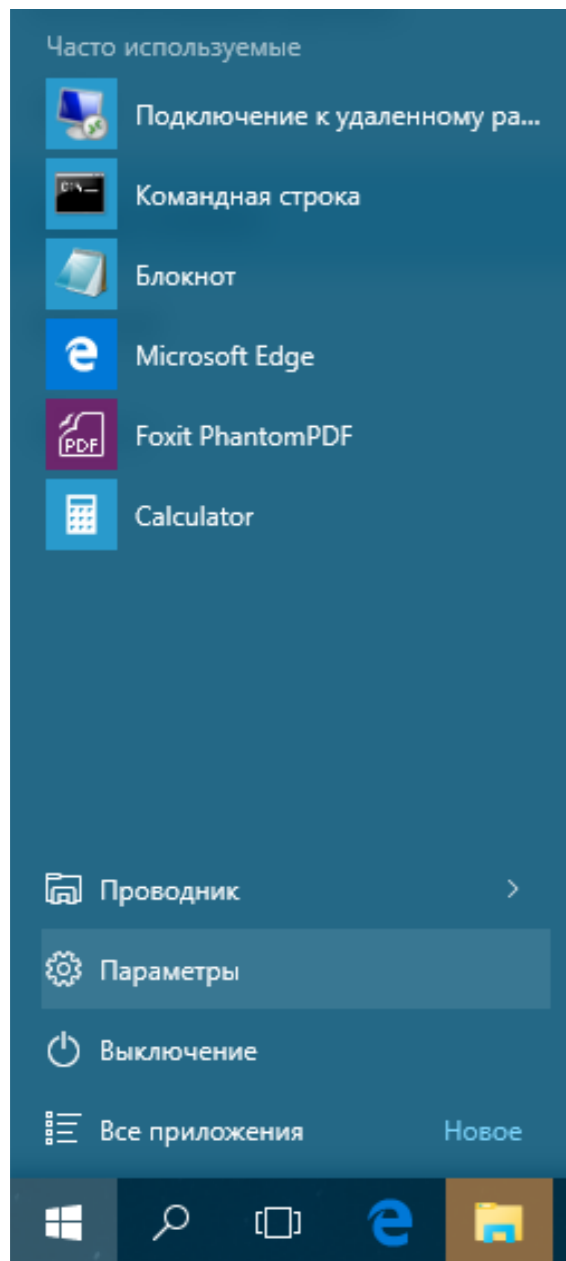 Часто используемые
Подключение к удаленному ра...
C:\_
Командная строка
Блокнот
Microsoft Edge
PDF
Foxit PhantomPDF
Calculator
Проводник
Параметры
Выключение
Все приложения Новое